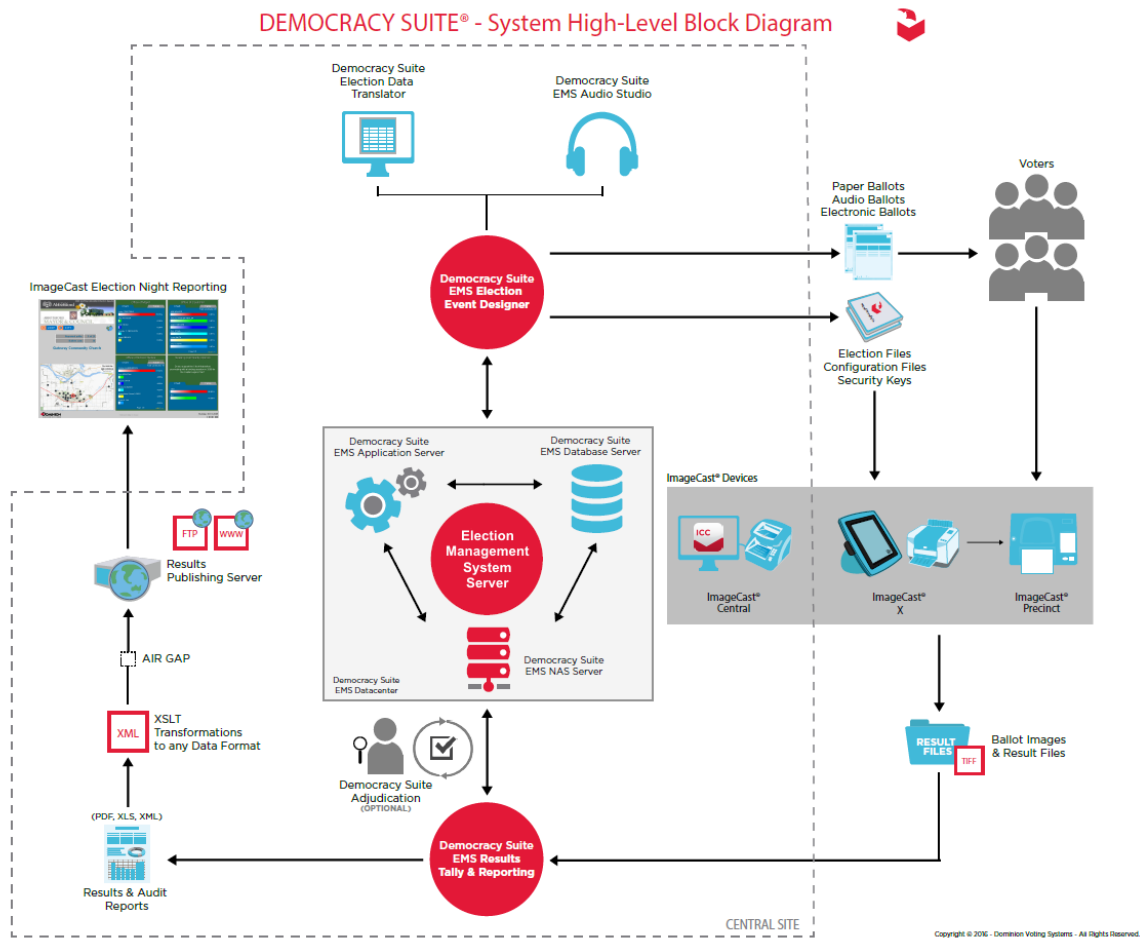 DEMOCRACY SUITE® - System High-Level Block Diagram
Democracy Suite
Election Data
Translator
Democracy Suite
EMS Audio Studio
Voters
Paper Ballots
Audio Ballots
Electronic Ballots
Democracy Suite
EMS Election
Event Designer
ImageCast Election Night Reporting
Election Files
Configuration Files
Security Keys
Democracy Suite
EMS Application Server
Democracy Suite
EMS Database Server
ImageCast® Devices
Election
Management
System
Server
ICC
ImageCast®
Central
ImageCast®
X
ImageCast®
Precinct
FTP
WWW
Results
Publishing Server
AIR GAP
Democracy Suite
EMS NAS Server
Democracy Suite
EMS Datacenter
XML
XSLT
Transformations
to any Data Format
RESULT
FILES
TIFF
Ballot Images
& Result Files
Democracy Suite
Adjudication
(OPTIONAL)
(PDF, XLS, XML)
Democracy Suite
EMS Results
Tally & Reporting
Results & Audit
Reports
CENTRAL SITE
Copyright © 2016 - Dominion Voting Systems - All Rights Reserved.